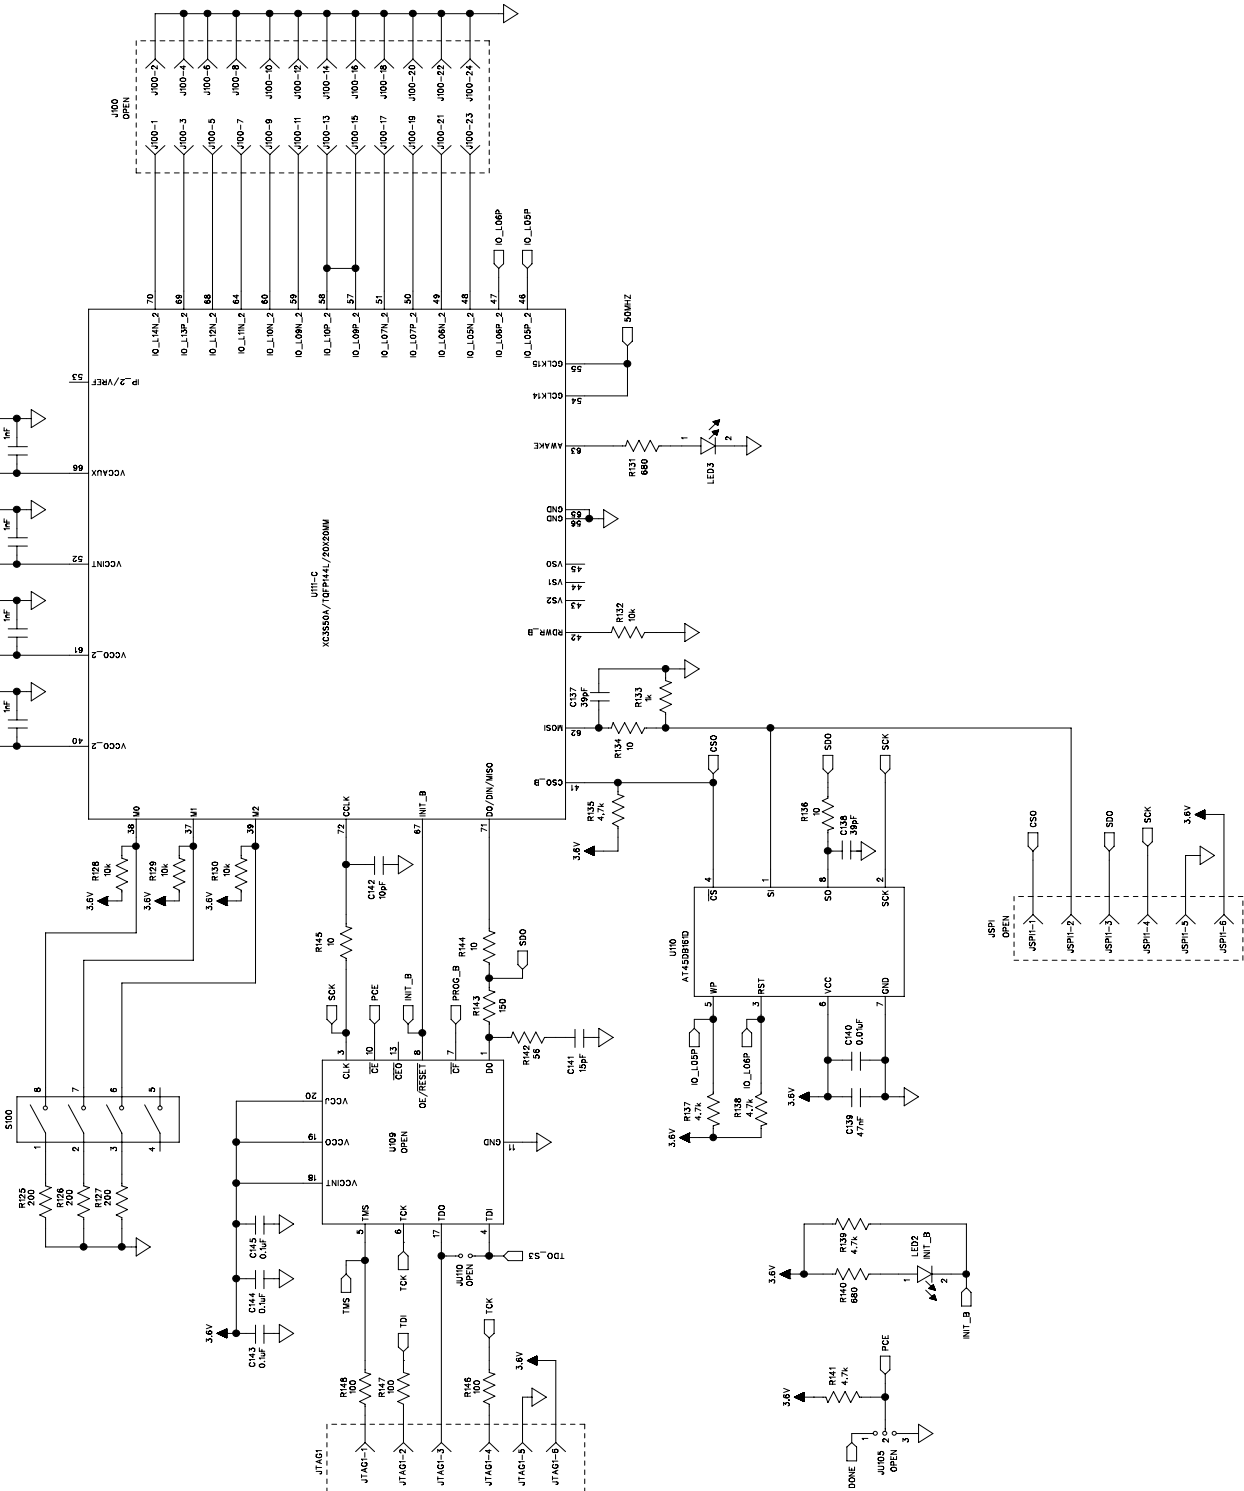 J100
OPEN
J100-2
J100-4
J100-6
J100-8
J100-10
J100-12
J100-14
J100-16
J100-18
J100-20
J100-22
J100-24
J100-1
J100-3
J100-5
J100-7
J100-9
J100-11
J100-13
J100-15
J100-17
J100-19
J100-21
J100-23
IO_L06P
IO_L05P
70
69
68
64
60
59
58
57
51
50
49
48
47
46
IO_L14N_2
IO_L13P_2
IO_L12N_2
IO_L11N_2
IO_L10N_2
IO_L09N_2
IO_L10P_2
IO_L09P_2
IO_L07N_2
IO_L07P_2
IO_L06N_2
IO_L05N_2
IO_L06P_2
IO_L05P_2
53
IP_2/VREF
1nF
66
VCCAUX
1nF
52
VCCINT
1nF
61
VCCO_2
1nF
40
VCCO_2
U111-C
XC3S50A/TQFP144L/20X20MM
GCLK15
55
GCLK14
54
50MHZ
AWAKE
63
R131
680
1
2
LED3
GND
65
GND
56
VS0
45
VS1
44
VS2
43
RDWR_B
42
R132
10k
MOSI
62
C137
39pF
R133
1k
R134
10
CSO_B
41
R135
4.7k
3.6V
CSO
SDO
SCK
R136
10
C138
39pF
M0
38
M1
37
M2
39
CCLK
72
INIT_B
67
DO/DIN/MISO
71
R128
10k
3.6V
R129
10k
3.6V
R130
10k
3.6V
C142
10pF
R145
10
R144
10
SDO
SCK
PCE
INIT_B
PROG_B
R143
150
R142
56
C141
15pF
3
CLK
10
CE
13
CEO
8
OE/RESET
7
CF
1
DO
20
VCCJ
19
VCCO
18
VCCINT
U109
OPEN
GND
11
TMS
5
TCK
6
TDO
17
TDI
4
S100
8
7
6
5
1
2
3
4
R125
200
R126
200
R127
200
C145
0.1uF
C144
0.1uF
C143
0.1uF
3.6V
TMS
TCK
TDI
JU110
OPEN
TDO_S3
TCK
R148
100
R147
100
R146
100
3.6V
JTAG1
JTAG1-1
JTAG1-2
JTAG1-3
JTAG1-4
JTAG1-5
JTAG1-6
4
CS
1
SI
8
SO
2
SCK
U110
AT45DB161D
WP
5
RST
3
VCC
6
GND
7
IO_L05P
IO_L06P
R137
4.7k
R138
4.7k
3.6V
3.6V
C140
0.01uF
C139
47nF
CSO
SDO
SCK
3.6V
JSPI
OPEN
JSPI1-1
JSPI1-2
JSPI1-3
JSPI1-4
JSPI1-5
JSPI1-6
R139
4.7k
3.6V
R140
680
LED2
INIT_B
1
2
INIT_B
R141
4.7k
3.6V
PCE
DONE
1
2
3
JU105
OPEN